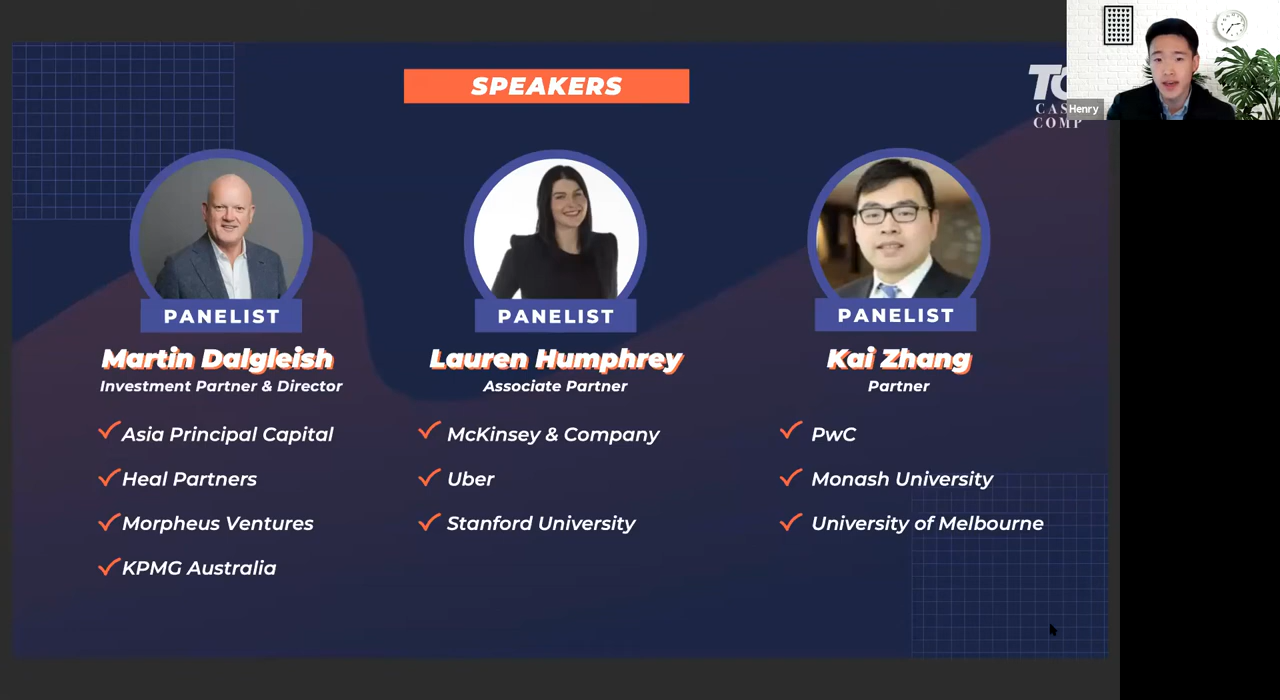 SPEAKERS
Henry
COMP
PANELIST
Martin Dalgleish
Investment Partner & Director
Asia Principal Capital
Heal Partners
Morpheus Ventures
KPMG Australia
PANELIST
Lauren Humphrey
Associate Partner
McKinsey & Company
Uber
Stanford University
PANELIST
Kai Zhang
Partner
PwC
Monash University
University of Melbourne